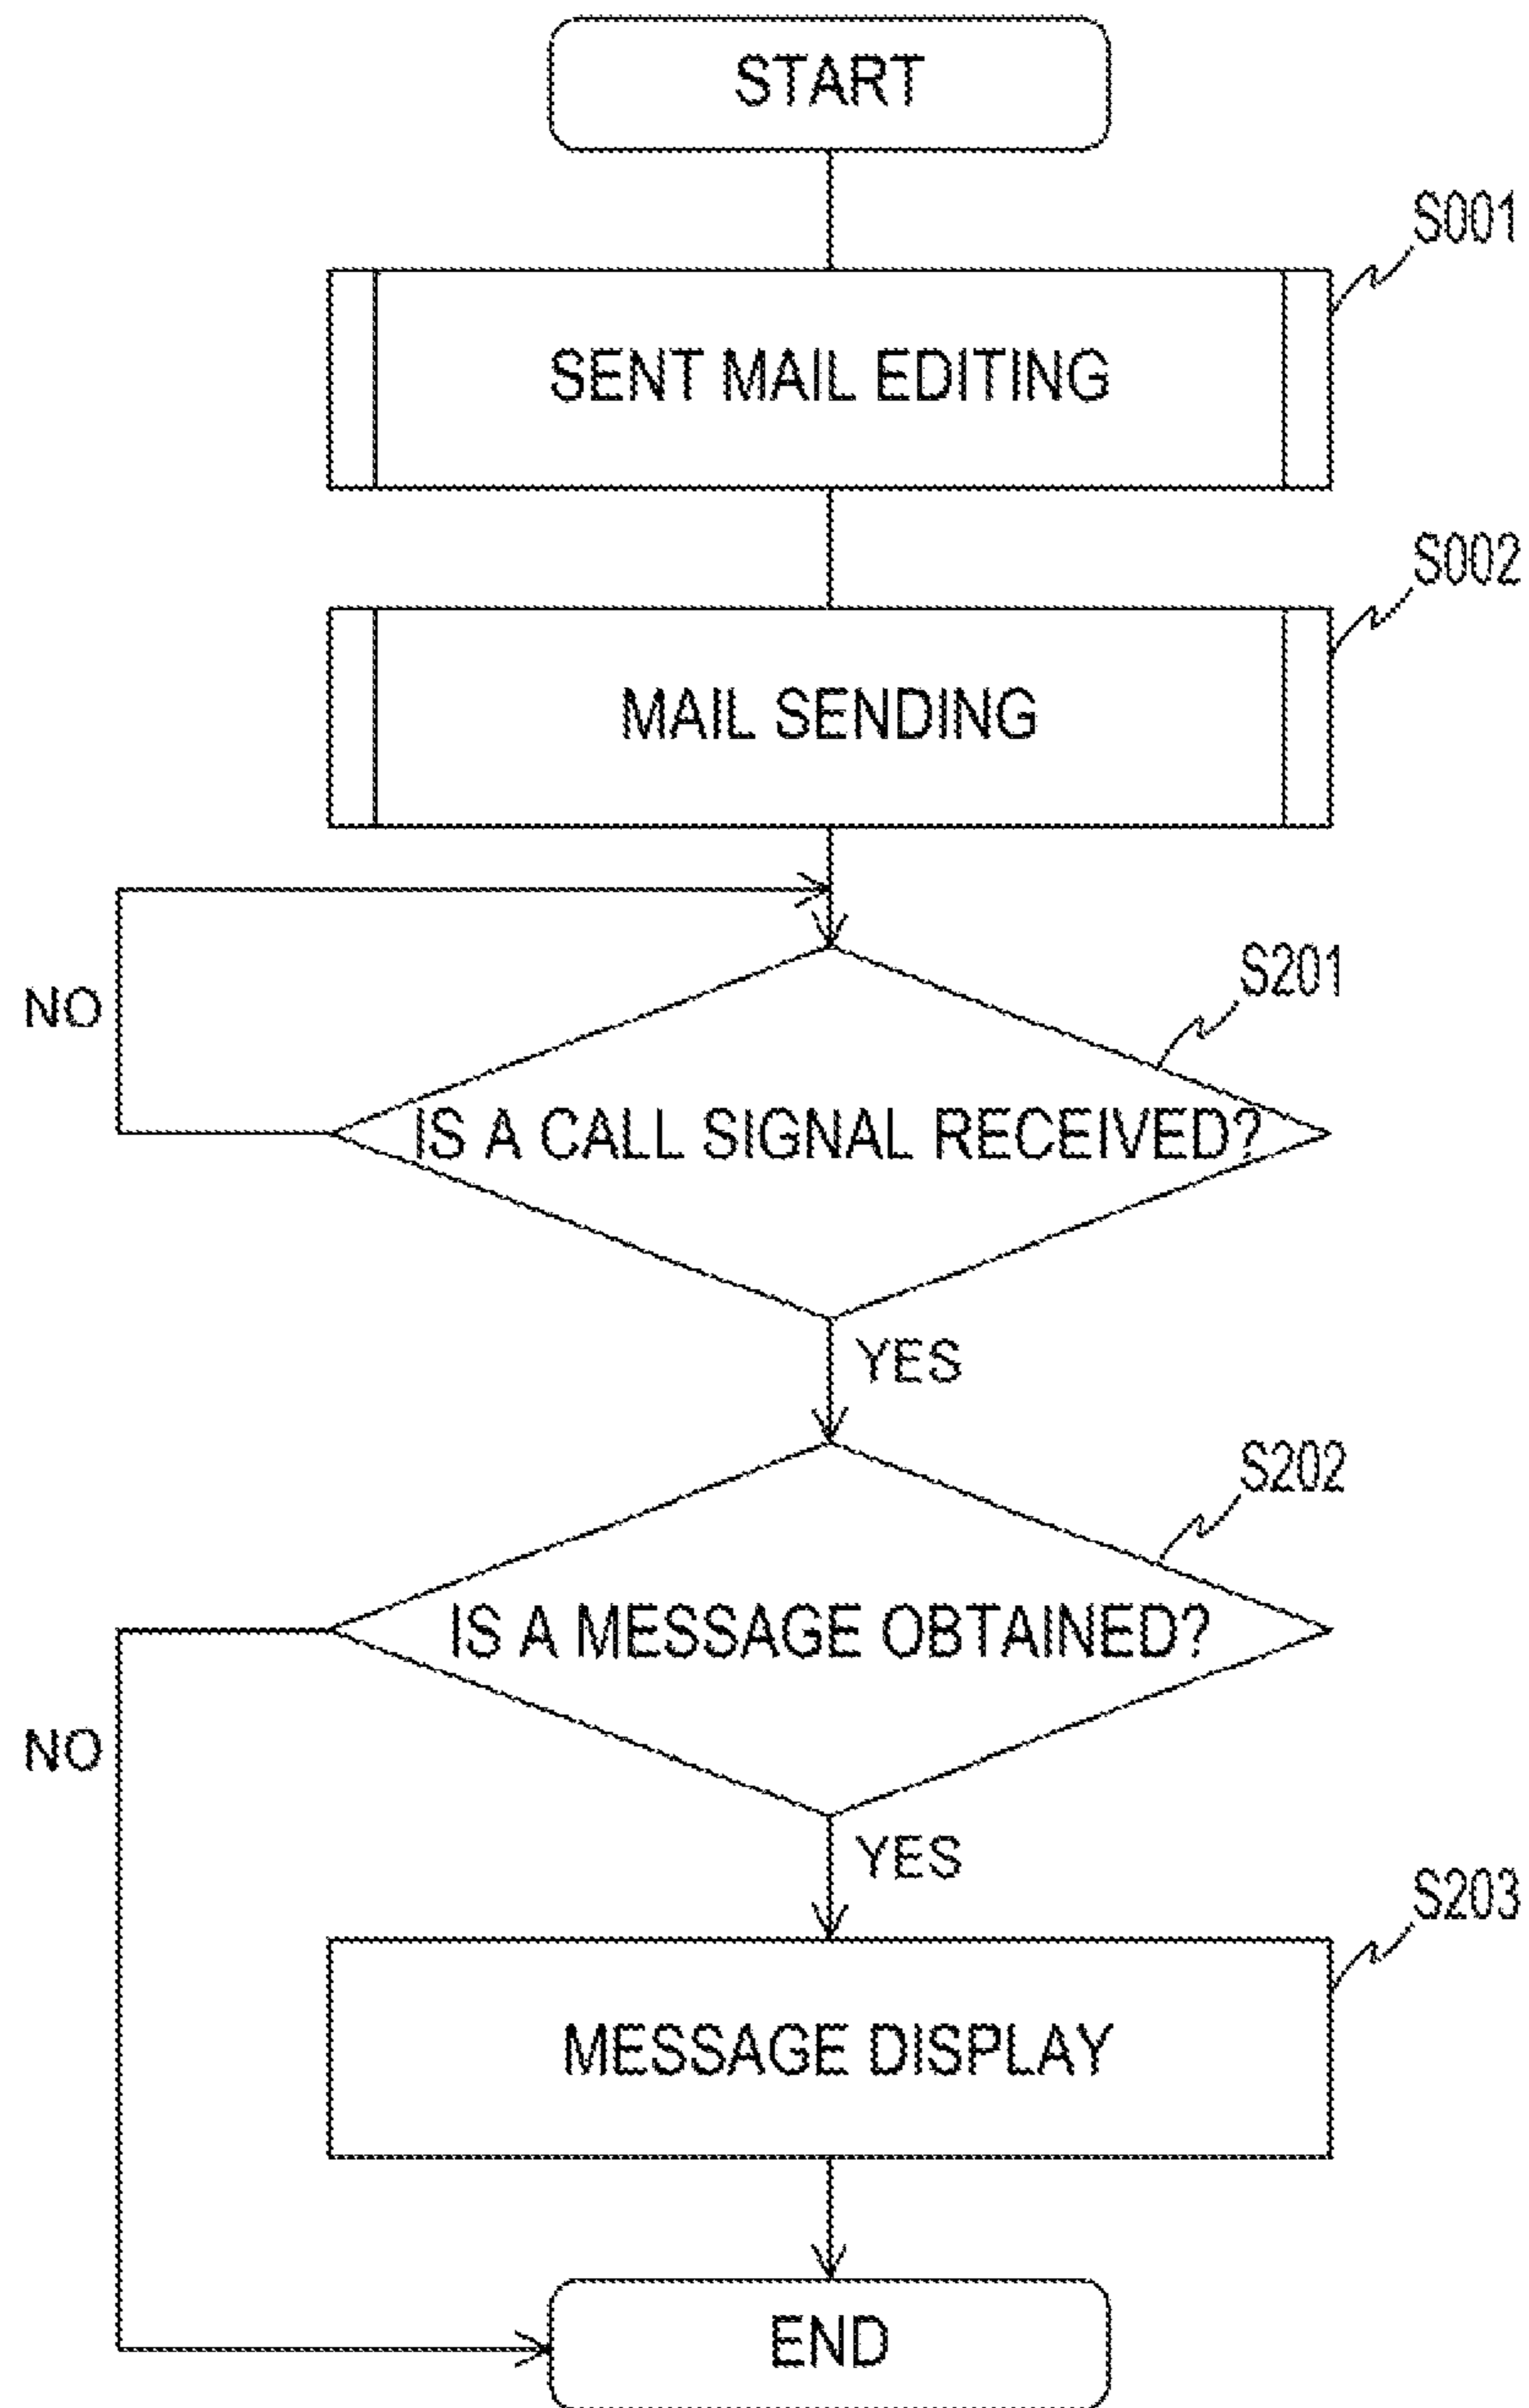 START
S001
SENT MAIL EDITING
S002
MAIL SENDING
NO
S201
IS A CALL SIGNAL RECEIVED?
YES
S202
IS A MESSAGE OBTAINED?
NO
YES
S203
MESSAGE DISPLAY
END